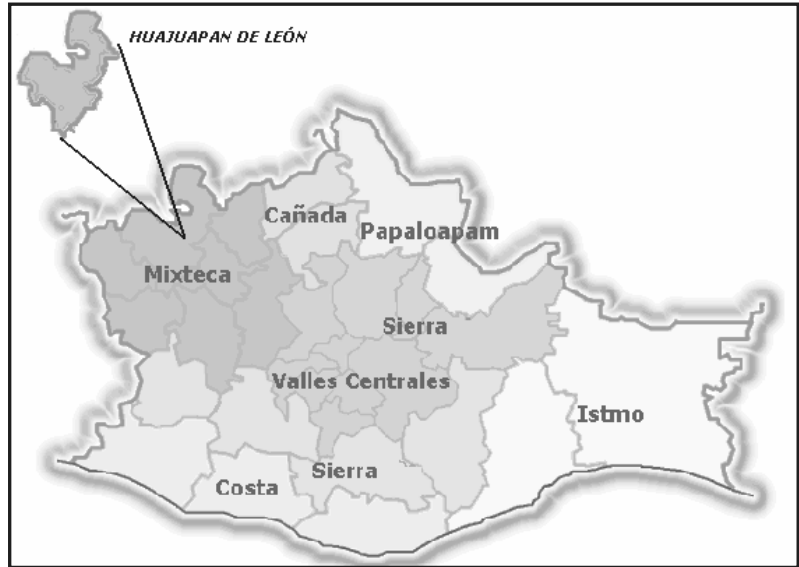 HUAJUAPAN DE LEÓN
Cañada
Papaloapam
Mixteca
Sierra
Valles Centrales
Istmo
Sierra
Costa